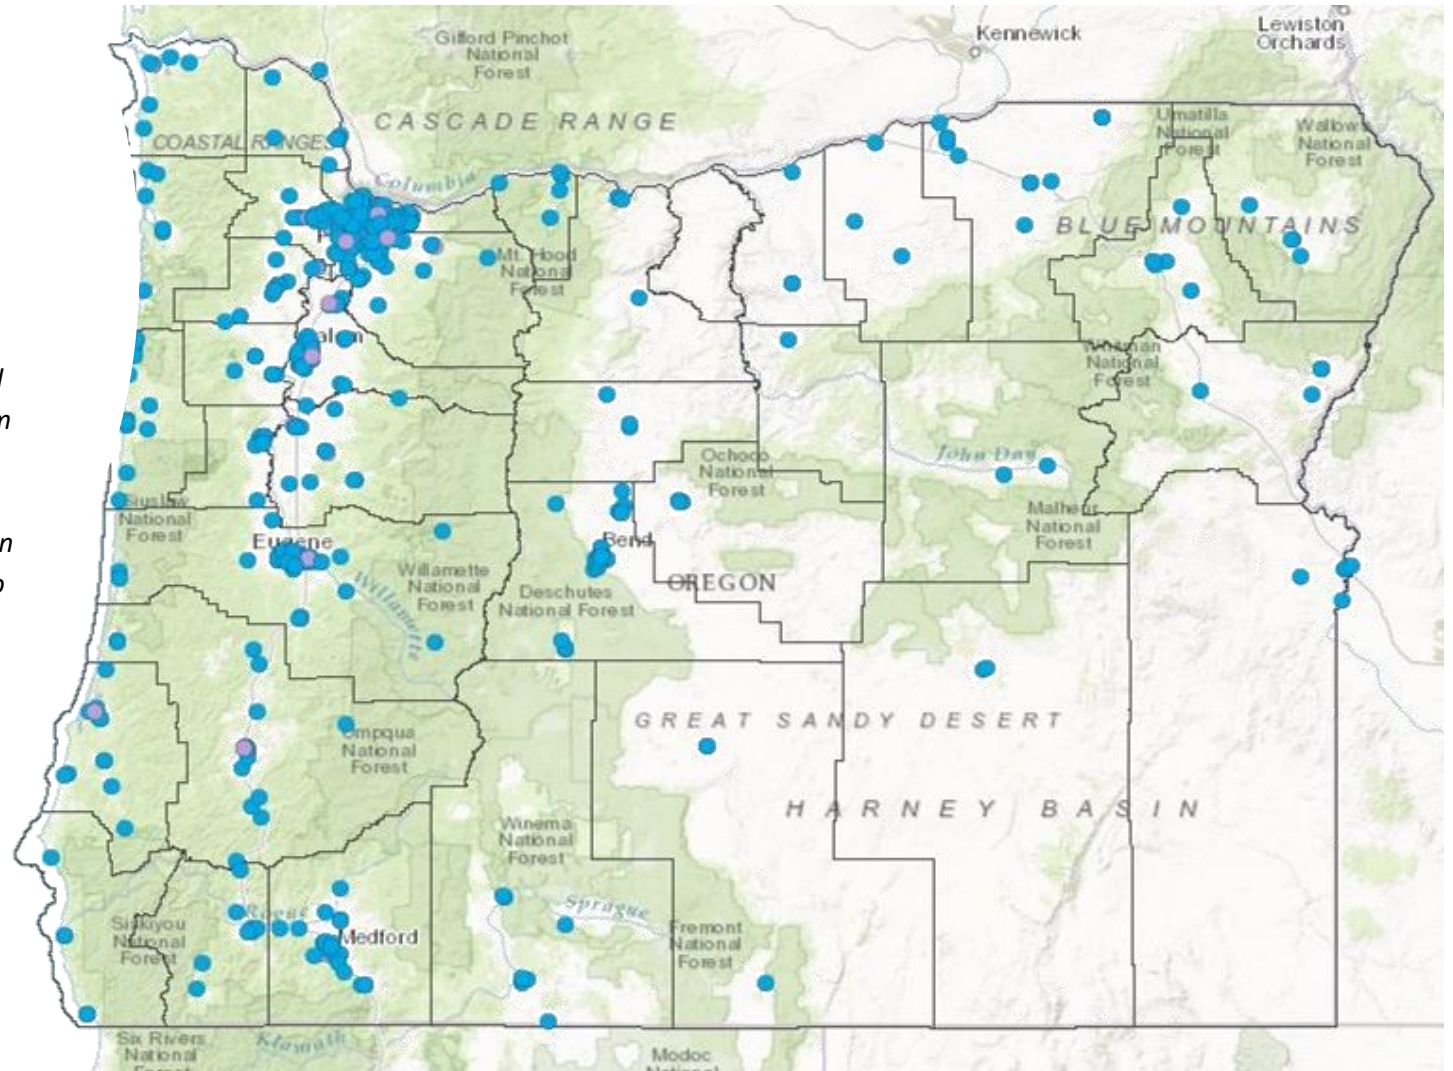 Gifford Pinchot
National
Forest
Kennewick
Lewiston
Orchards
CASCADE RANGE
COASTAL RANGES
Columbia
Umatilla
National
Forest
Wallowa
National
Forest
BLUE MOUNTAINS
Mt. Hood
National
Forest
National
Forest
John Day
Ochoco
National
Forest
Malheur
National
Forest
Siuslaw
National
Forest
Eugene
Bend
OREGON
Willamette
National
Forest
Deschutes
National Forest
Willamette
GREAT SANDY DESERT
Umpqua
National
Forest
HARNEY BASIN
Winema
National
Forest
Rogue
Sprague
Siskiyou
National
Forest
Medford
Fremont
National
Forest
Six Rivers
National
Klamath
Modoc